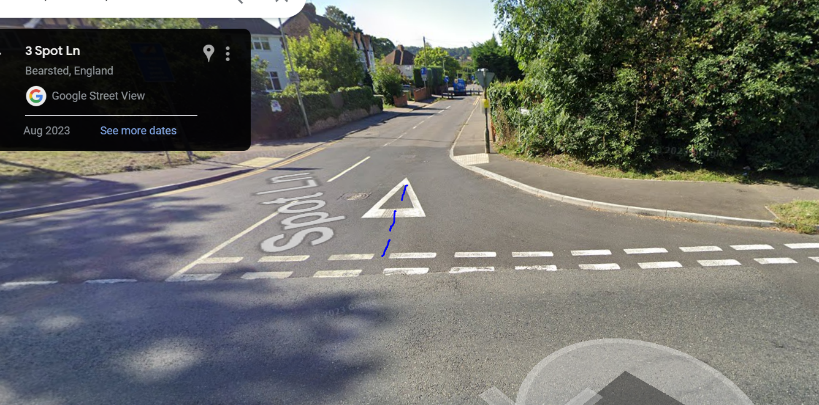 3 Spot Ln
Bearsted, England
Google Street View
Aug 2023
See more dates
Spot Ln